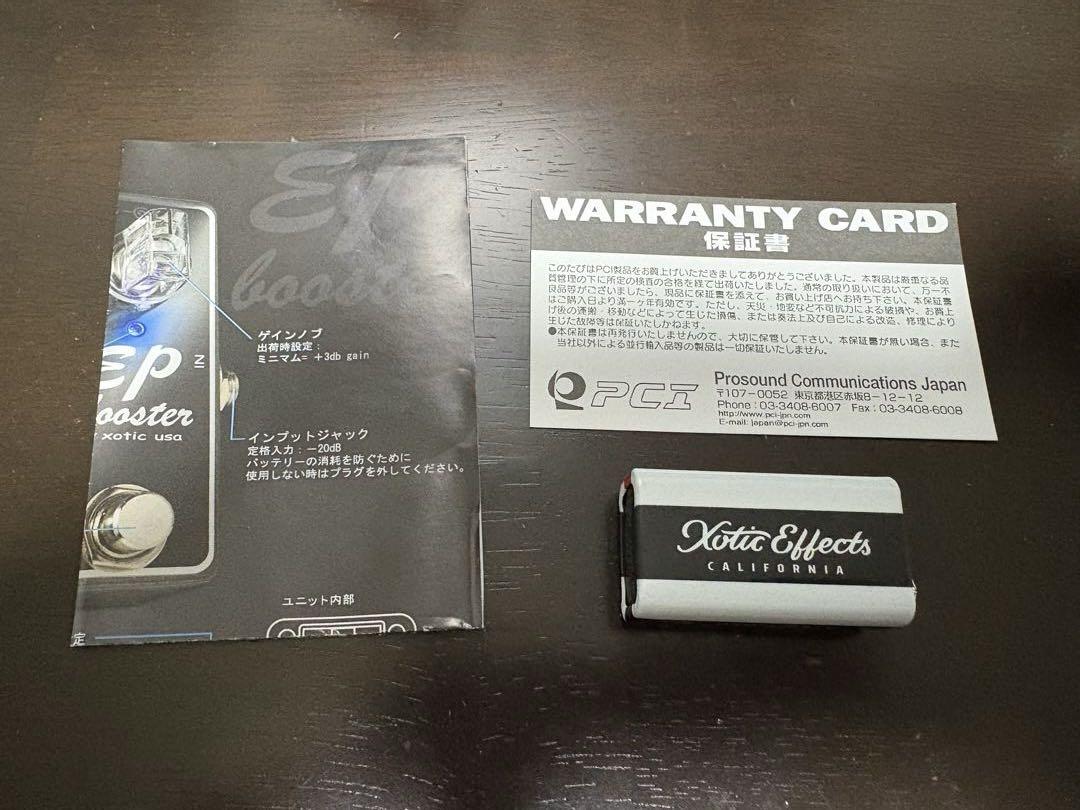 Ep
boost
ゲインノブ
出荷時設定：
ミニマム= +3db gain
IN
Ep
booster
xotic usa
インプットジャック
定格入力：−20dB
バッテリーの消耗を防ぐために
使用しない時はプラグを外してください。
ユニット内部
定
WARRANTY CARD
保証書
このたびはPCI製品をお買上げいただきましてありがとうございました。本製品は厳重なる品
質管理の下に所定の検査の合格を経て出荷いたしました。通常の取り扱いにおいて、万一不
良品等がございましたら、現品に保証書を添えて、お買い上げ店へお持ち下さい。本保証書
はご購入日より満一ヶ年有効です。ただし、天災・地変など不可抗力による破損や、お買上
げ後の運搬・移動などによって生じた損傷、または奏法上及び自己による改造、修理により
生じた故障等は保証いたしかねます。
●本保証書は再発行いたしませんので、大切に保管して下さい。本保証書が無い場合、また
当社以外による並行輸入品等の製品は一切保証いたしません。
PCI
Prosound Communications Japan
〒107-0052 東京都港区赤坂8-12-12
Phone : 03-3408-6007 Fax : 03-3408-6008
http://www.pci-jpn.com
E-mail: japan@pci-jpn.com
Xotic Effects
CALIFORNIA